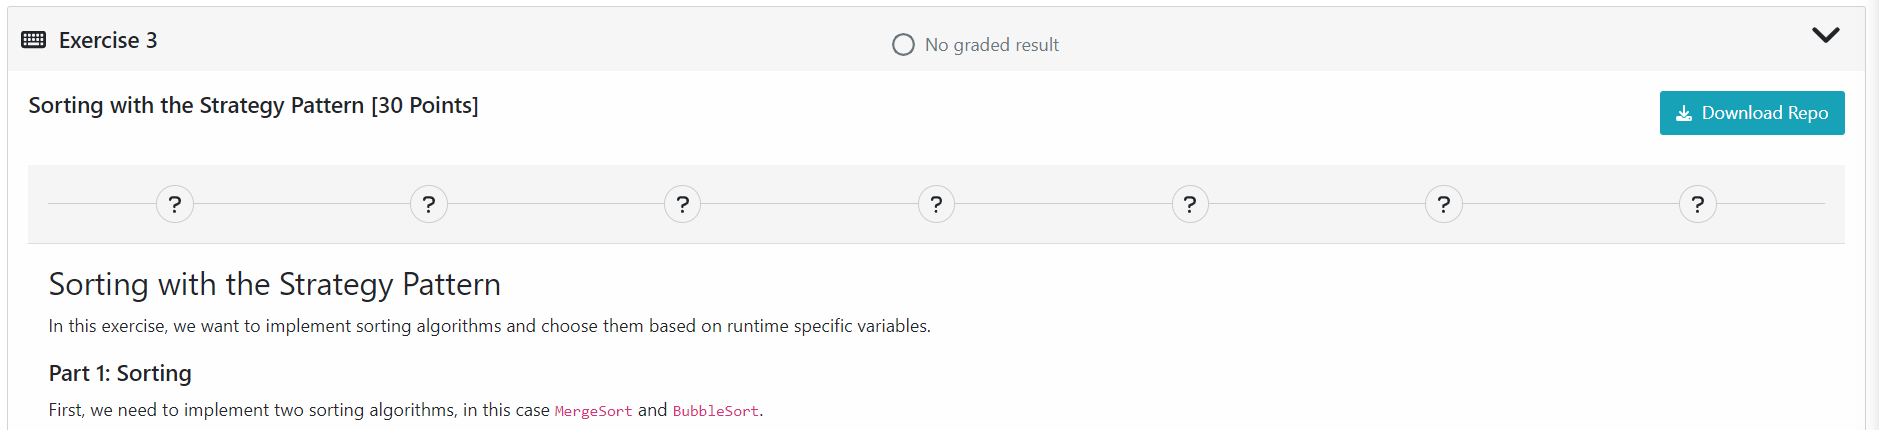 Exercise 3
No graded result
Sorting with the Strategy Pattern [30 Points]
Download Repo
? ? ? ? ? ? ?
Sorting with the Strategy Pattern
In this exercise, we want to implement sorting algorithms and choose them based on runtime specific variables.
Part 1: Sorting
First, we need to implement two sorting algorithms, in this case MergeSort and BubbleSort.